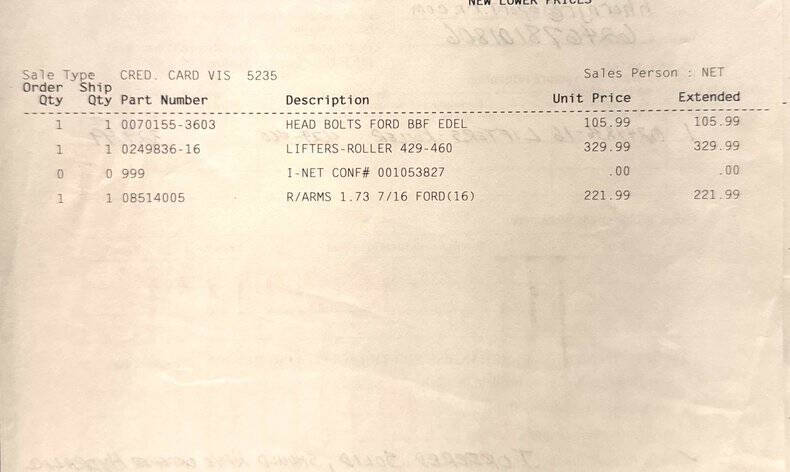 NEW LOWER PRICES
Sale Type CRED. CARD VIS 5235 Sales Person : NET
Order Ship
Qty Qty Part Number Description Unit Price Extended
1 1 0070155-3603 HEAD BOLTS FORD BBF EDEL 105.99 105.99
1 1 0249836-16 LIFTERS-ROLLER 429-460 329.99 329.99
0 0 999 I-NET CONF# 001053827 .00 .00
1 1 08514005 R/ARMS 1.73 7/16 FORD(16) 221.99 221.99